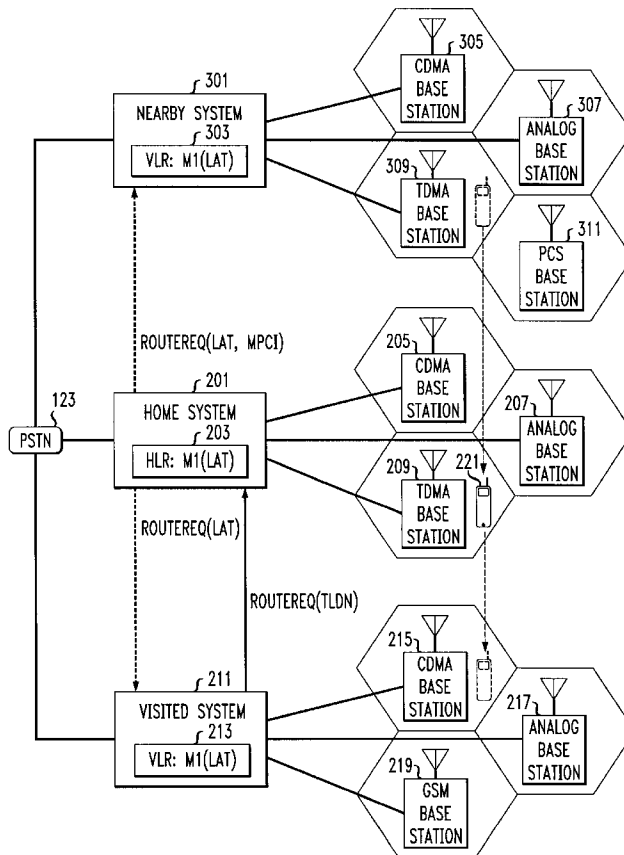 305
CDMA
BASE
STATION
301
NEARBY SYSTEM
303
VLR: M1(LAT)
307
ANALOG
BASE
STATION
309
TDMA
BASE
STATION
311
PCS
BASE
STATION
ROUTEREQ(LAT, MPCI)
205
CDMA
BASE
STATION
123
PSTN
201
HOME SYSTEM
203
HLR: M1(LAT)
207
ANALOG
BASE
STATION
209
TDMA
BASE
STATION
221
ROUTEREQ(LAT)
ROUTEREQ(TLDN)
215
CDMA
BASE
STATION
211
VISITED SYSTEM
213
VLR: M1(LAT)
217
ANALOG
BASE
STATION
219
GSM
BASE
STATION